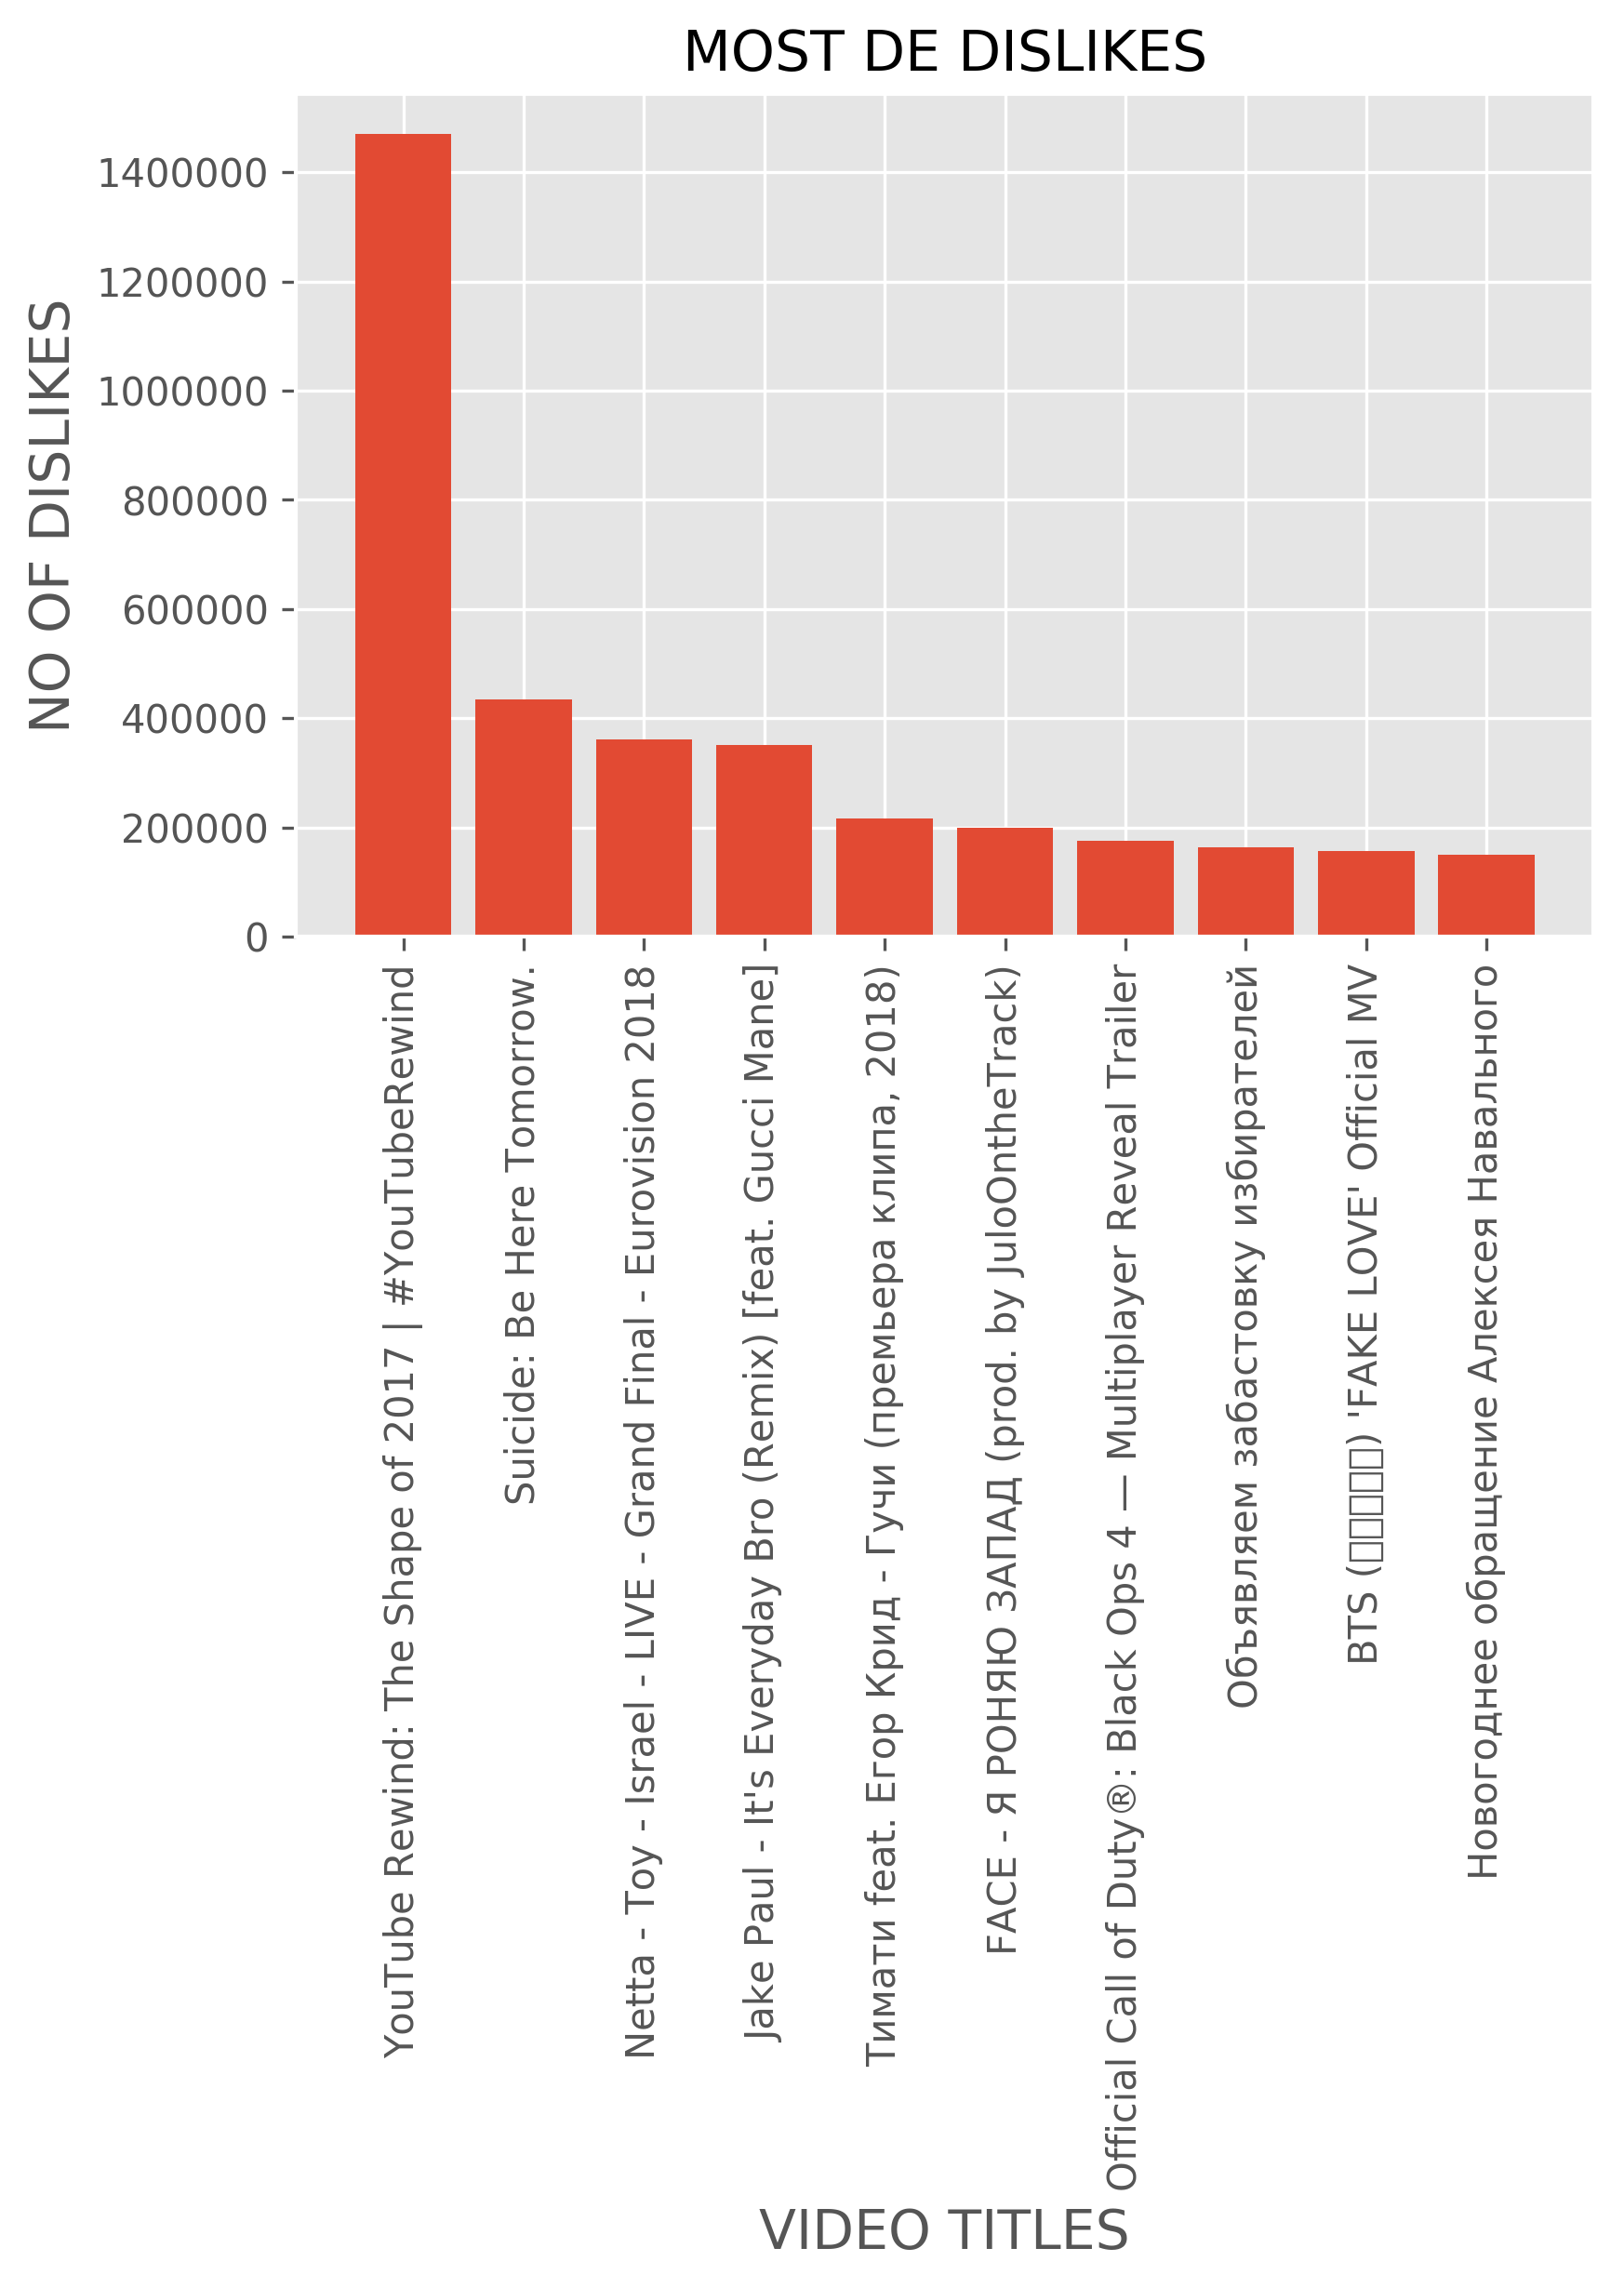 MOST DE DISLIKES
NO OF DISLIKES
1400000
1200000
1000000
800000
600000
400000
200000
0
YouTube Rewind: The Shape of 2017 | #YouTubeRewind
Suicide: Be Here Tomorrow.
Netta - Toy - Israel - LIVE - Grand Final - Eurovision 2018
Jake Paul - It's Everyday Bro (Remix) [feat. Gucci Mane]
Тимати feat. Егор Крид - Гучи (премьера клипа, 2018)
FACE - Я РОНЯЮ ЗАПАД (prod. by JuloOntheTrack)
Official Call of Duty®: Black Ops 4 — Multiplayer Reveal Trailer
Объявляем забастовку избирателей
BTS (□□□□□) 'FAKE LOVE' Official MV
Новогоднее обращение Алексея Навального
VIDEO TITLES